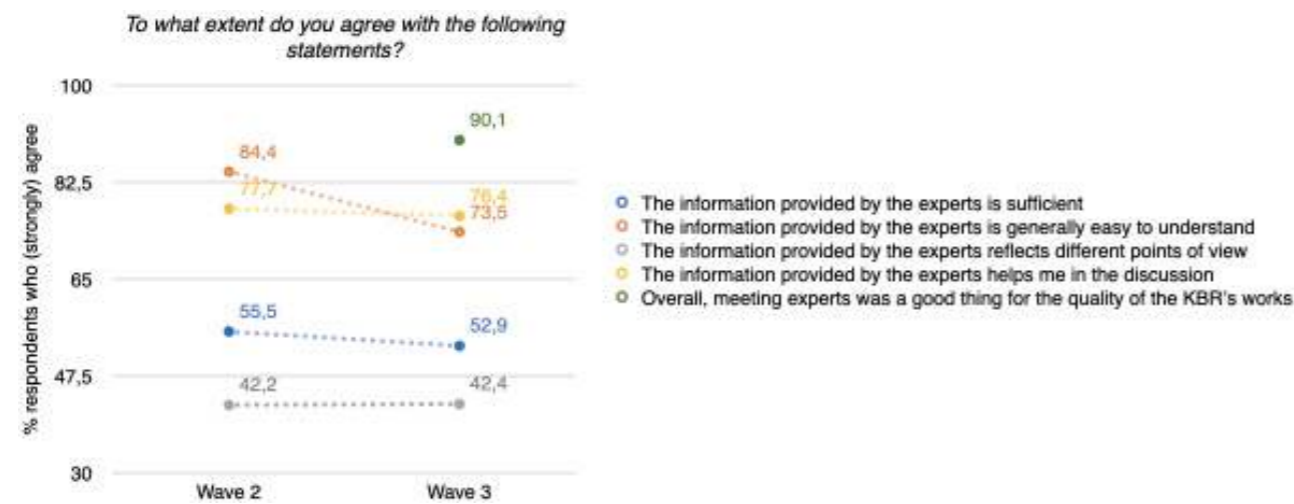 To what extent do you agree with the following
statements?
% respondents who (strongly) agree
100
82,5
65
47,5
30
84,4
77,7
55,5
42,2
90,1
76,4
73,5
52,9
42,4
Wave 2
Wave 3
The information provided by the experts is sufficient
The information provided by the experts is generally easy to understand
The information provided by the experts reflects different points of view
The information provided by the experts helps me in the discussion
Overall, meeting experts was a good thing for the quality of the KBR's works